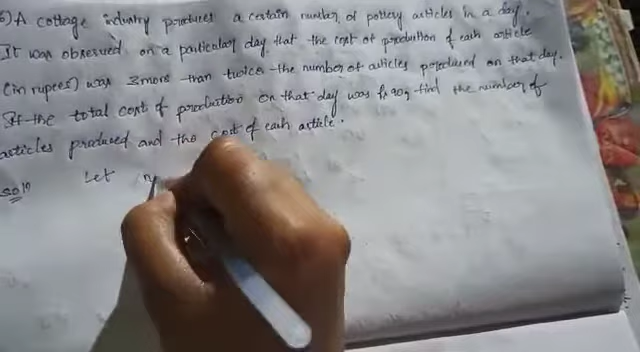 6) A cottage industry produces a certain number of pottery articles in a day.
It was observed on a particular day that the cost of production of each article
(in rupees) was 3 more than twice the number of articles produced on that day.
If the total cost of production on that day was Rs 90, find the number of
articles produced and the cost of each article.
Soln Let